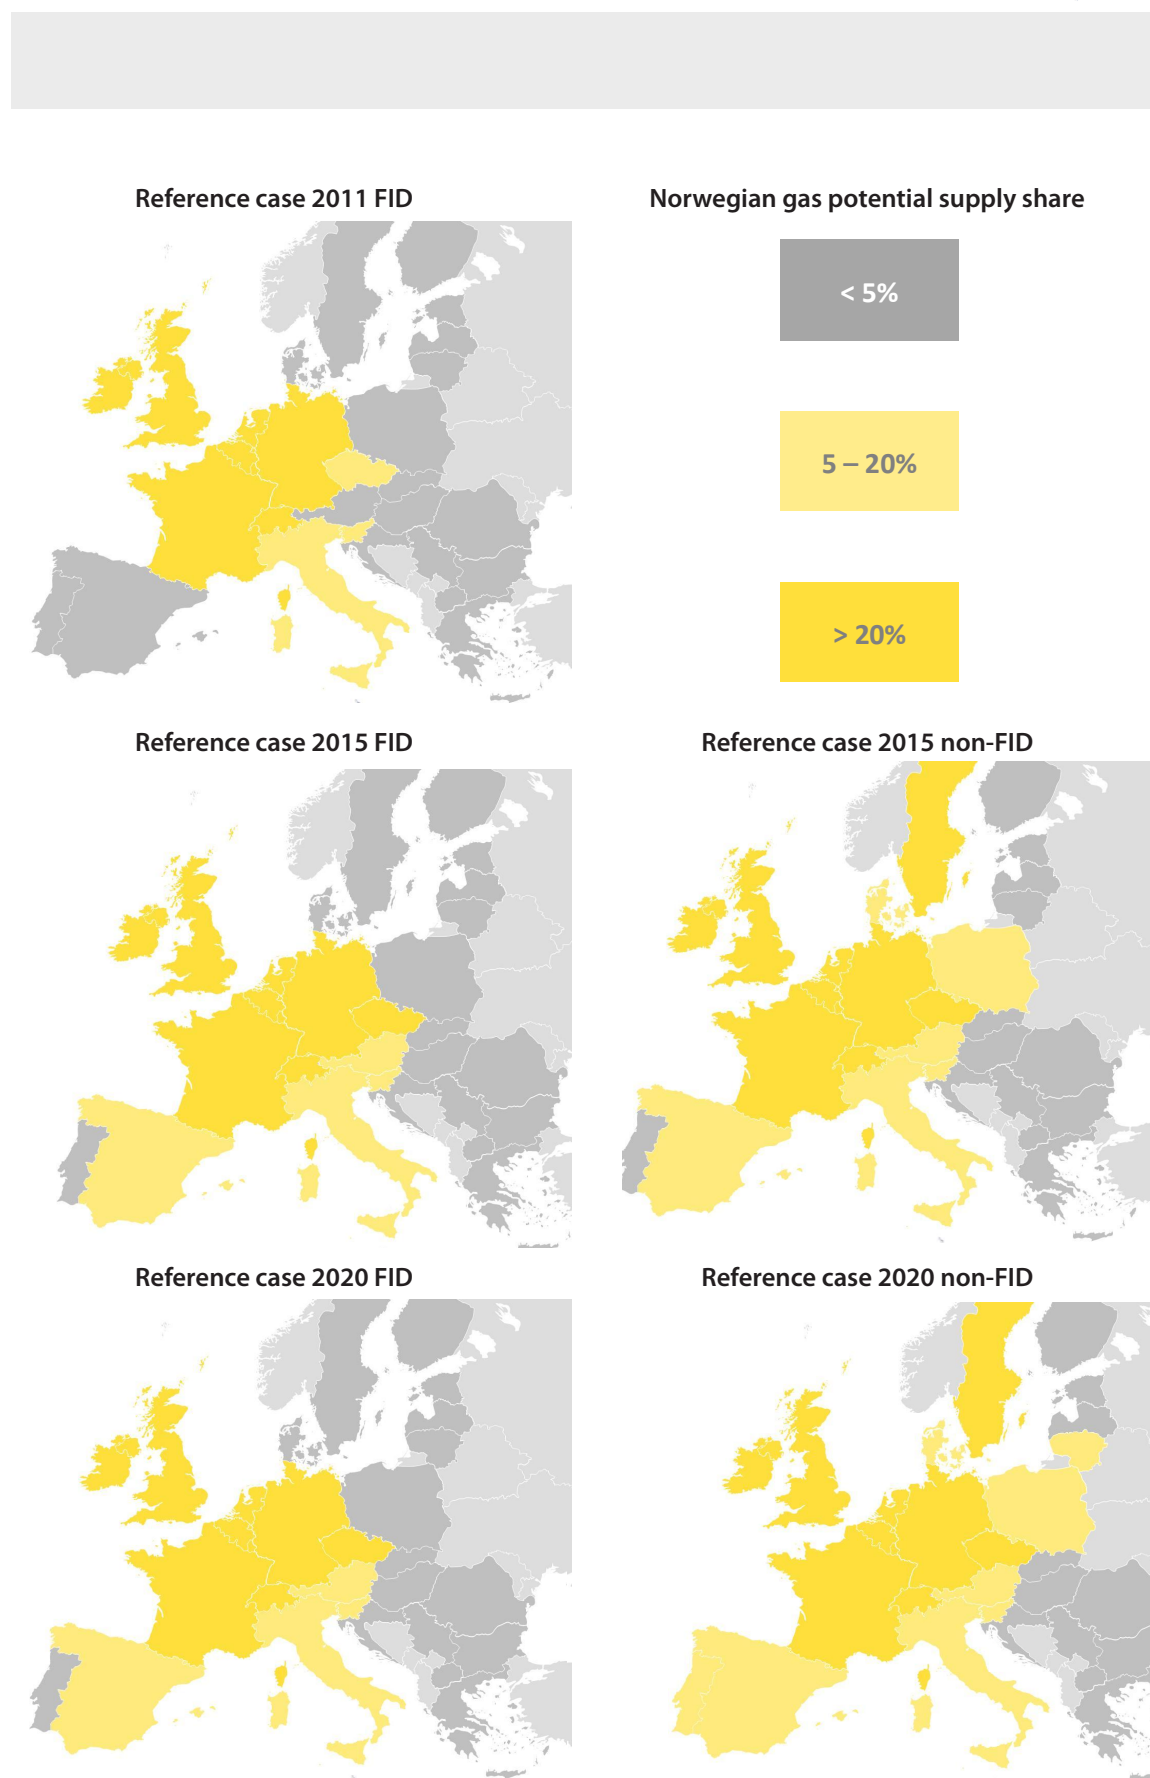 Reference case 2011 FID
Norwegian gas potential supply share
< 5%
5 – 20%
> 20%
Reference case 2015 FID
Reference case 2015 non-FID
Reference case 2020 FID
Reference case 2020 non-FID